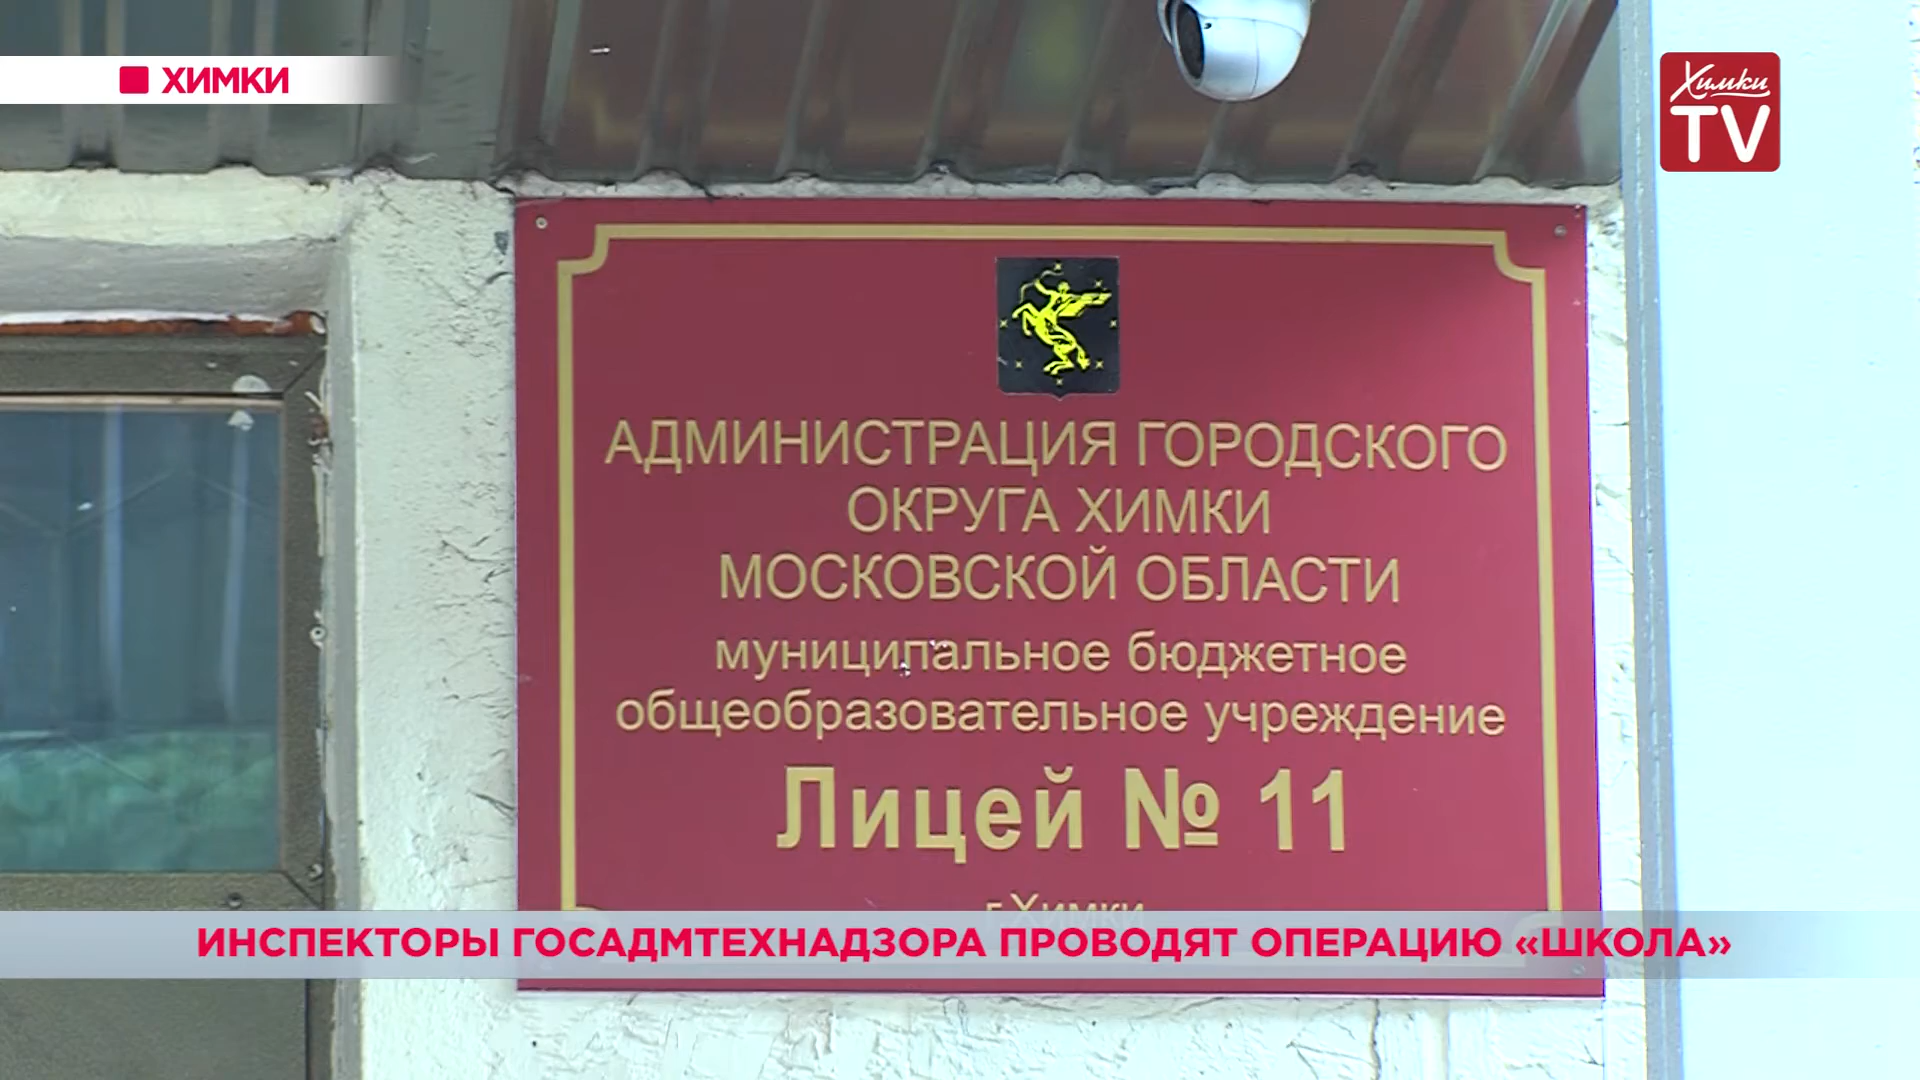 ХИМКИ
Химки
TV
АДМИНИСТРАЦИЯ ГОРОДСКОГО
ОКРУГА ХИМКИ
МОСКОВСКОЙ ОБЛАСТИ
муниципальное бюджетное
общеобразовательное учреждение
Лицей № 11
г.Химки
ИНСПЕКТОРЫ ГОСАДМТЕХНАДЗОРА ПРОВОДЯТ ОПЕРАЦИЮ «ШКОЛА»